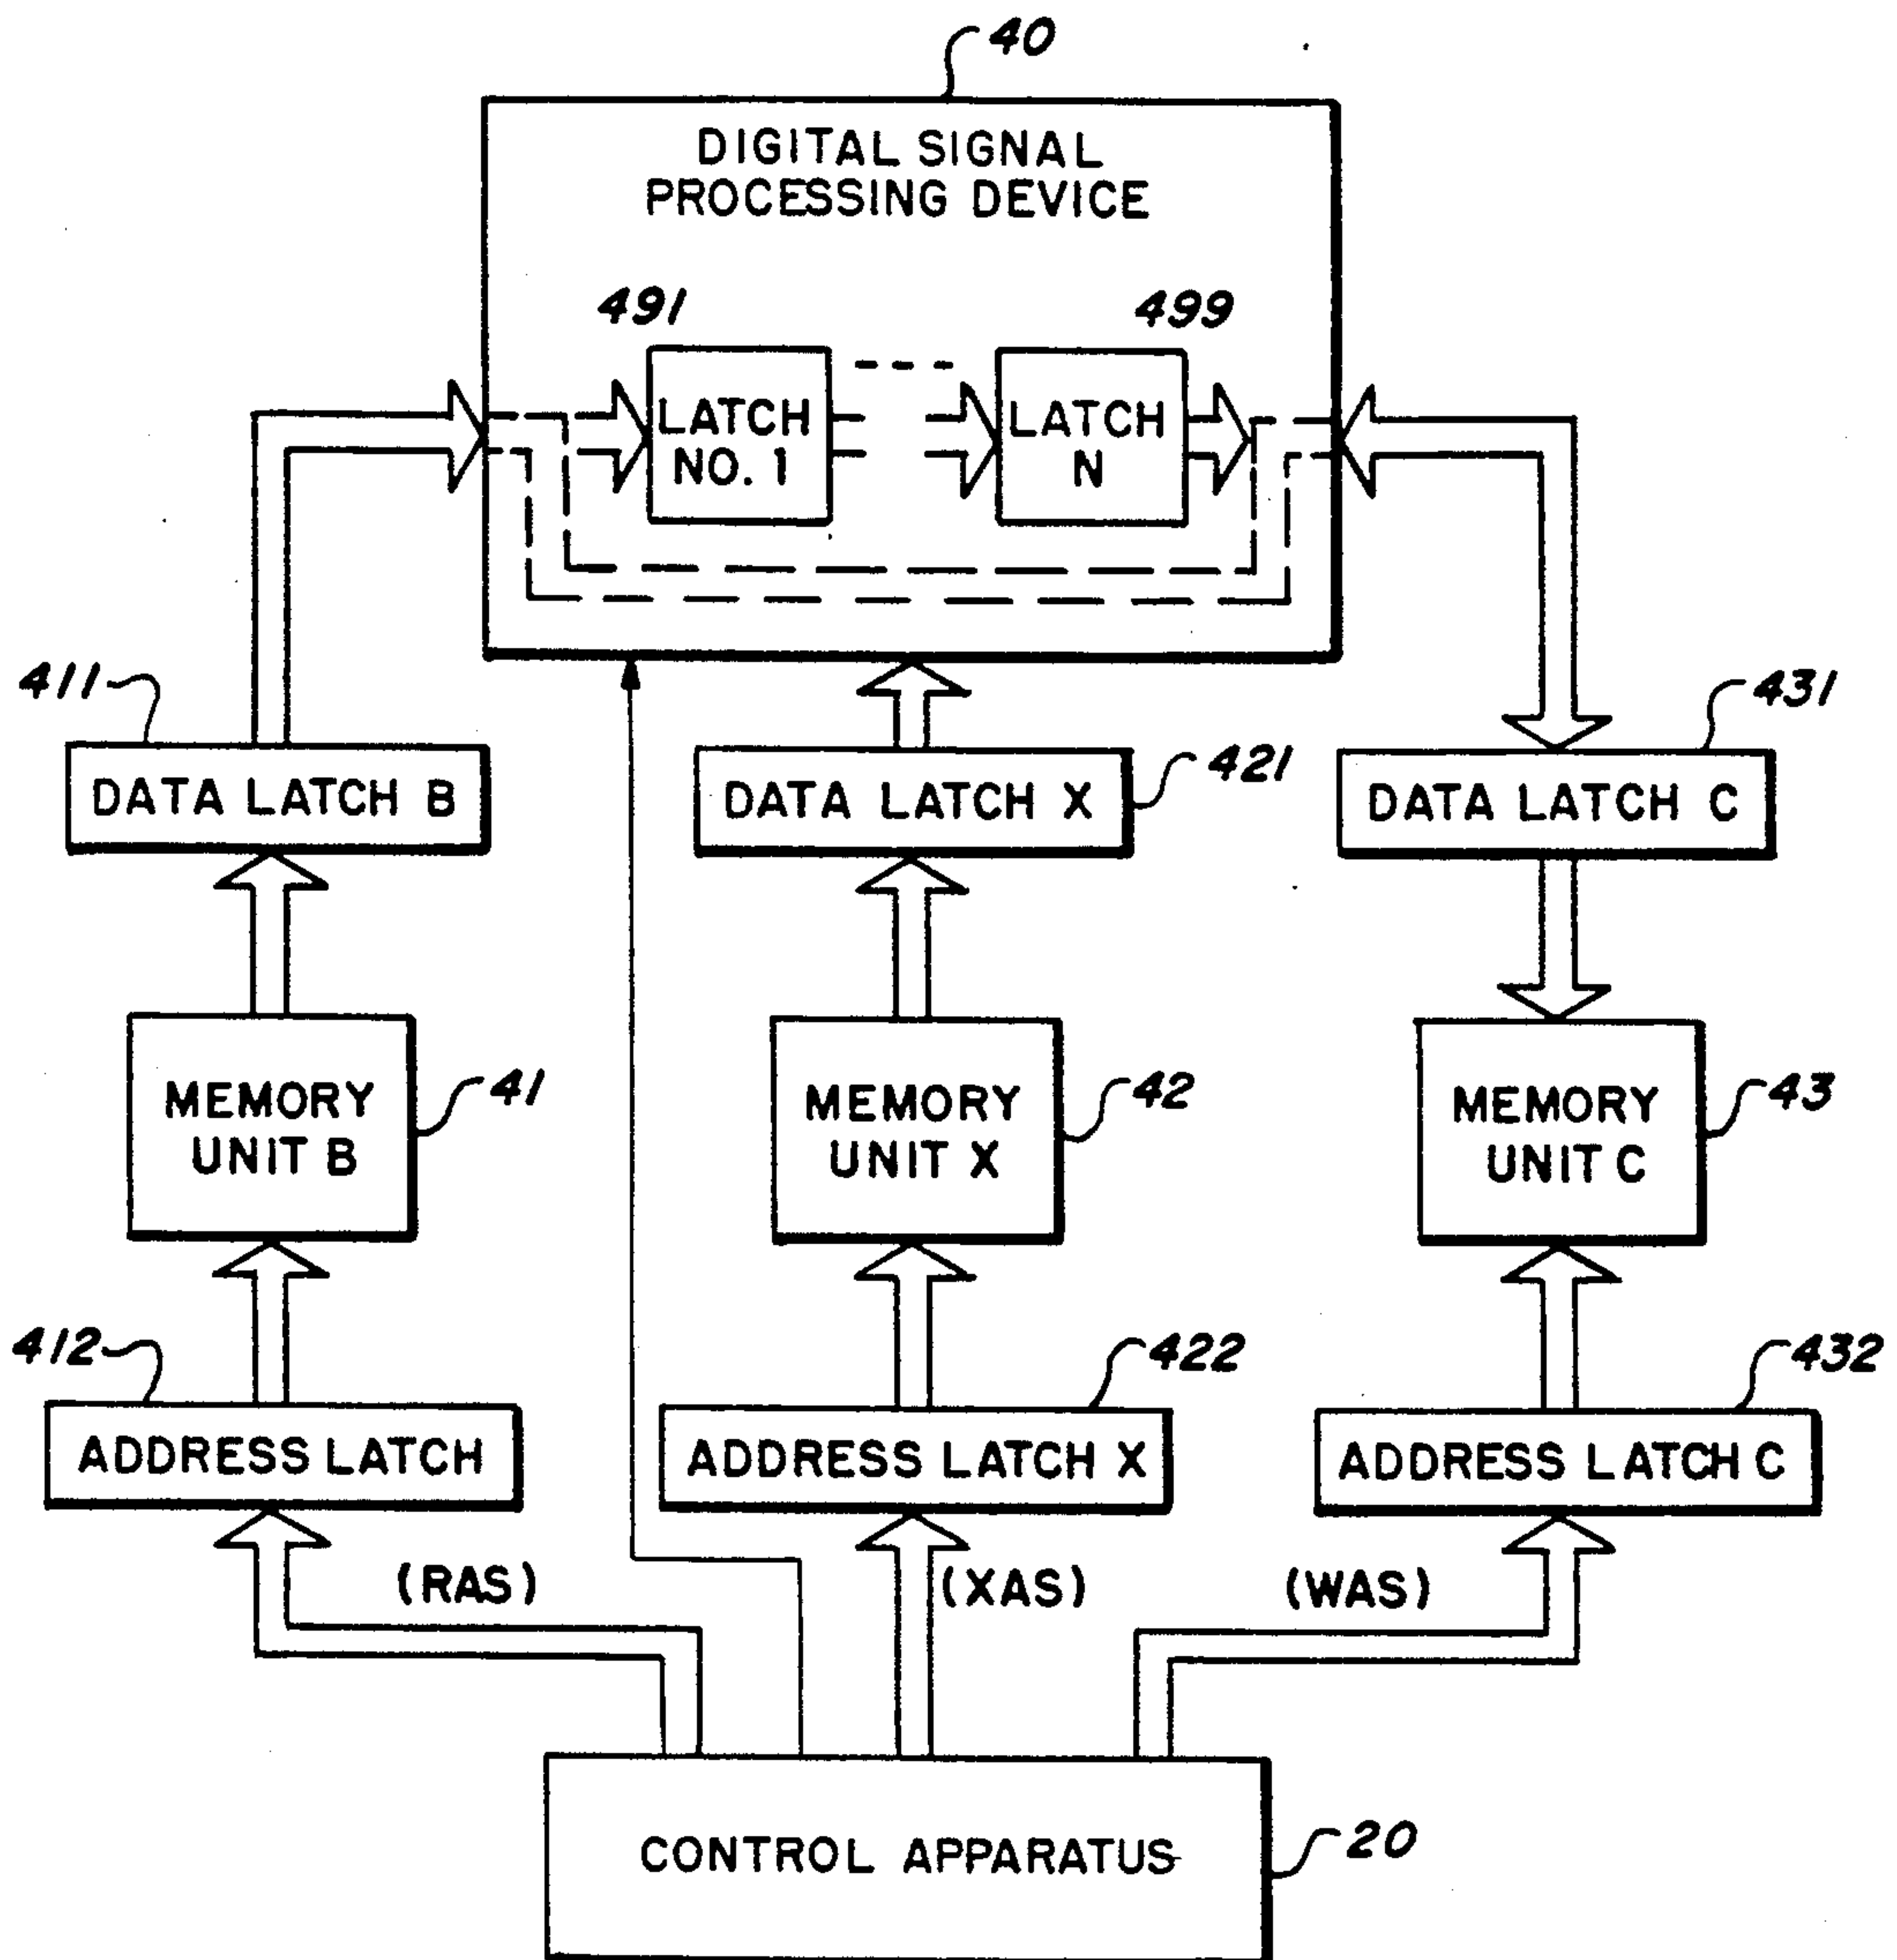 40
DIGITAL SIGNAL
PROCESSING DEVICE
491
499
LATCH
NO. 1
LATCH
N
411
421
431
DATA LATCH B
DATA LATCH X
DATA LATCH C
MEMORY
UNIT B
41
MEMORY
UNIT X
42
MEMORY
UNIT C
43
412
422
432
ADDRESS LATCH
ADDRESS LATCH X
ADDRESS LATCH C
(RAS)
(XAS)
(WAS)
CONTROL APPARATUS
20